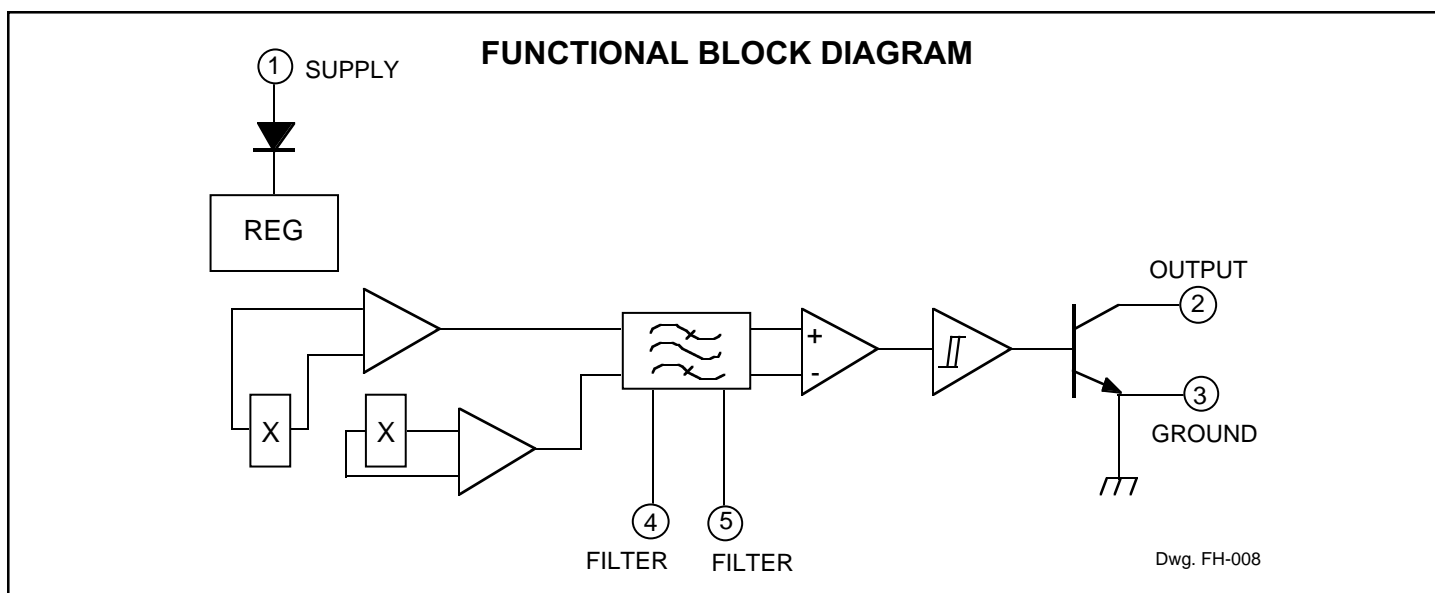 FUNCTIONAL BLOCK DIAGRAM
1 SUPPLY
REG
X
X
+
-
OUTPUT
2
3
GROUND
4
5
FILTER
FILTER
Dwg. FH-008